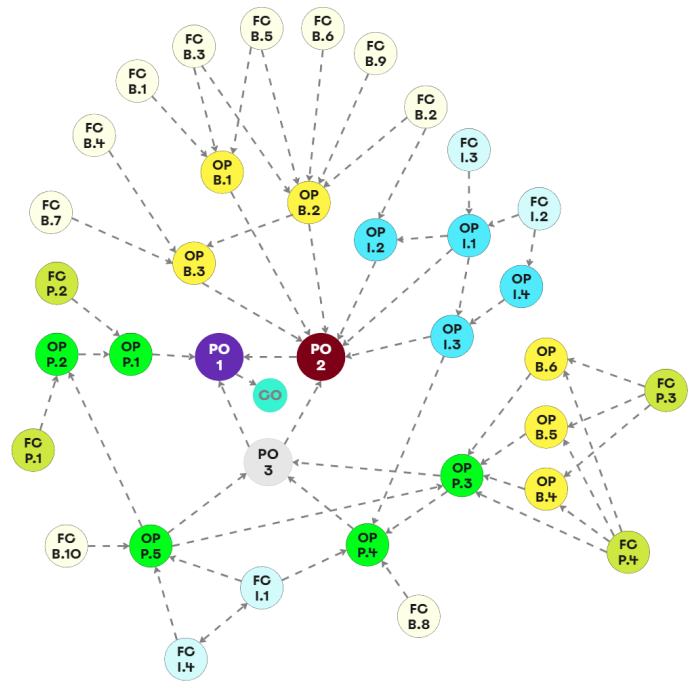 FC
B.5
FC
B.6
FC
B.3
FC
B.9
FC
B.1
FC
B.2
FC
B.4
FC
I.3
OP
B.1
OP
B.2
FC
B.7
FC
I.2
OP
I.2
OP
I.1
OP
B.3
FC
P.2
OP
I.4
OP
I.3
OP
P.2
OP
P.1
PO
1
PO
2
OP
B.6
GO
FC
P.3
OP
B.5
FC
P.1
PO
3
OP
P.3
OP
B.4
FC
B.10
OP
P.5
OP
P.4
FC
P.4
FC
I.1
FC
B.8
FC
I.4